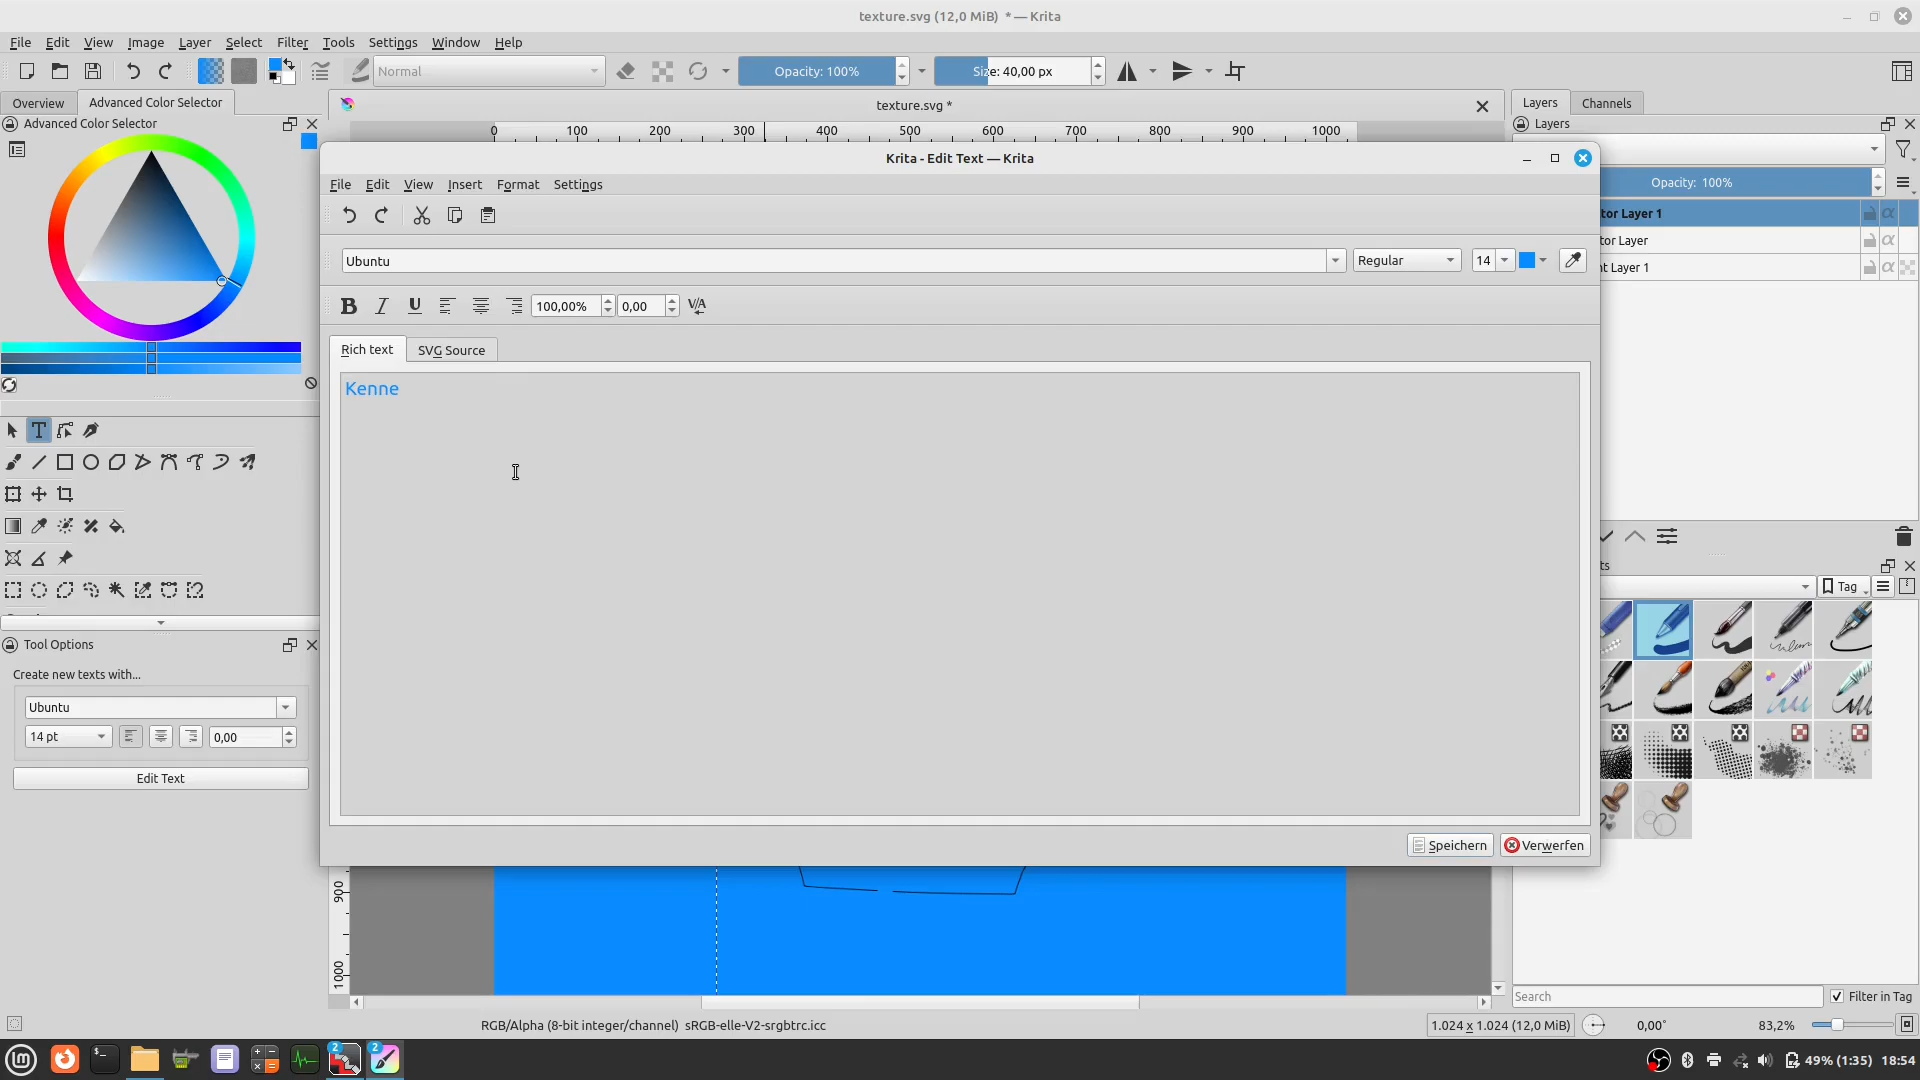 texture.svg (12,0 MiB) * — Krita
File Edit View Image Layer Select Filter Tools Settings Window Help
Normal
Opacity: 100%
Size: 40,00 px
Overview
Advanced Color Selector
texture.svg *
Layers
Channels
Advanced Color Selector
Layers
0 100 200 300 400 500 600 700 800 900 1000
Krita - Edit Text — Krita
File Edit View Insert Format Settings
Opacity: 100%
tor Layer 1
tor Layer
nt Layer 1
Ubuntu
Regular
14
100,00%
0,00
Rich text
SVG Source
Kenne
ts
Tag
Tool Options
Create new texts with...
Ubuntu
14 pt
0,00
Edit Text
Speichern
Verwerfen
900
1000
Search
Filter in Tag
RGB/Alpha (8-bit integer/channel) sRGB-elle-V2-srgbtrc.icc
1.024 x 1.024 (12,0 MiB)
0,00°
83,2%
2
2
49% (1:35)
18:54